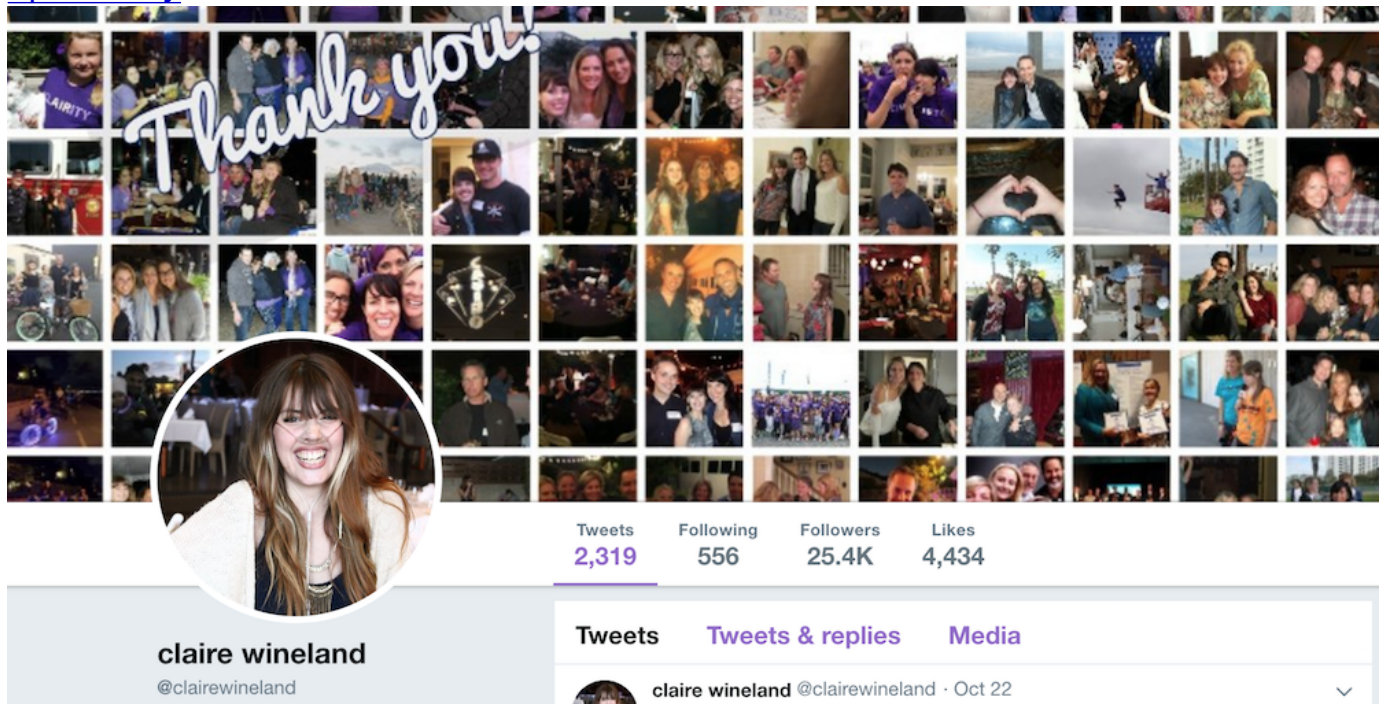 Thank you!
CLAIRITY
Tweets Following Followers Likes
2,319 556 25.4K 4,434
claire wineland
@clairewineland
Tweets Tweets & replies Media
claire wineland @clairewineland · Oct 22